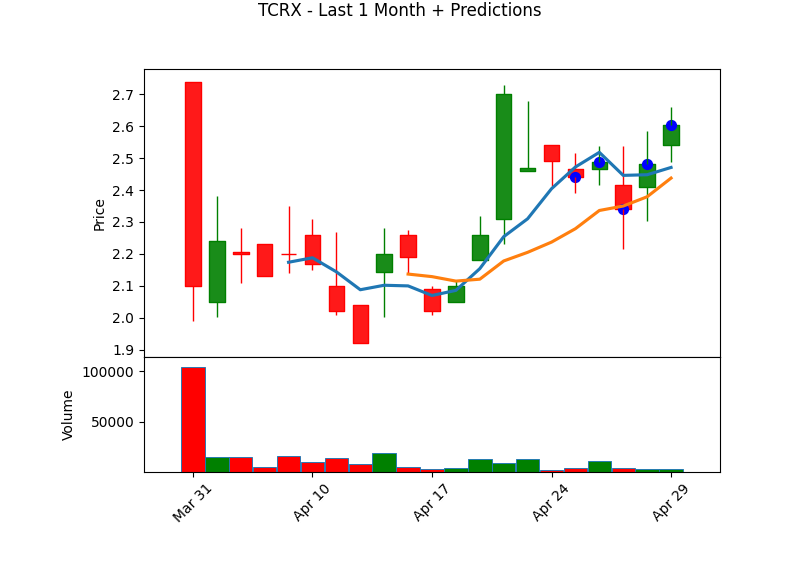 TCRX - Last 1 Month + Predictions
2.7
2.6
2.5
2.4
2.3
2.2
2.1
2.0
1.9
Price
100000
50000
Volume
Mar 31
Apr 10
Apr 17
Apr 24
Apr 29